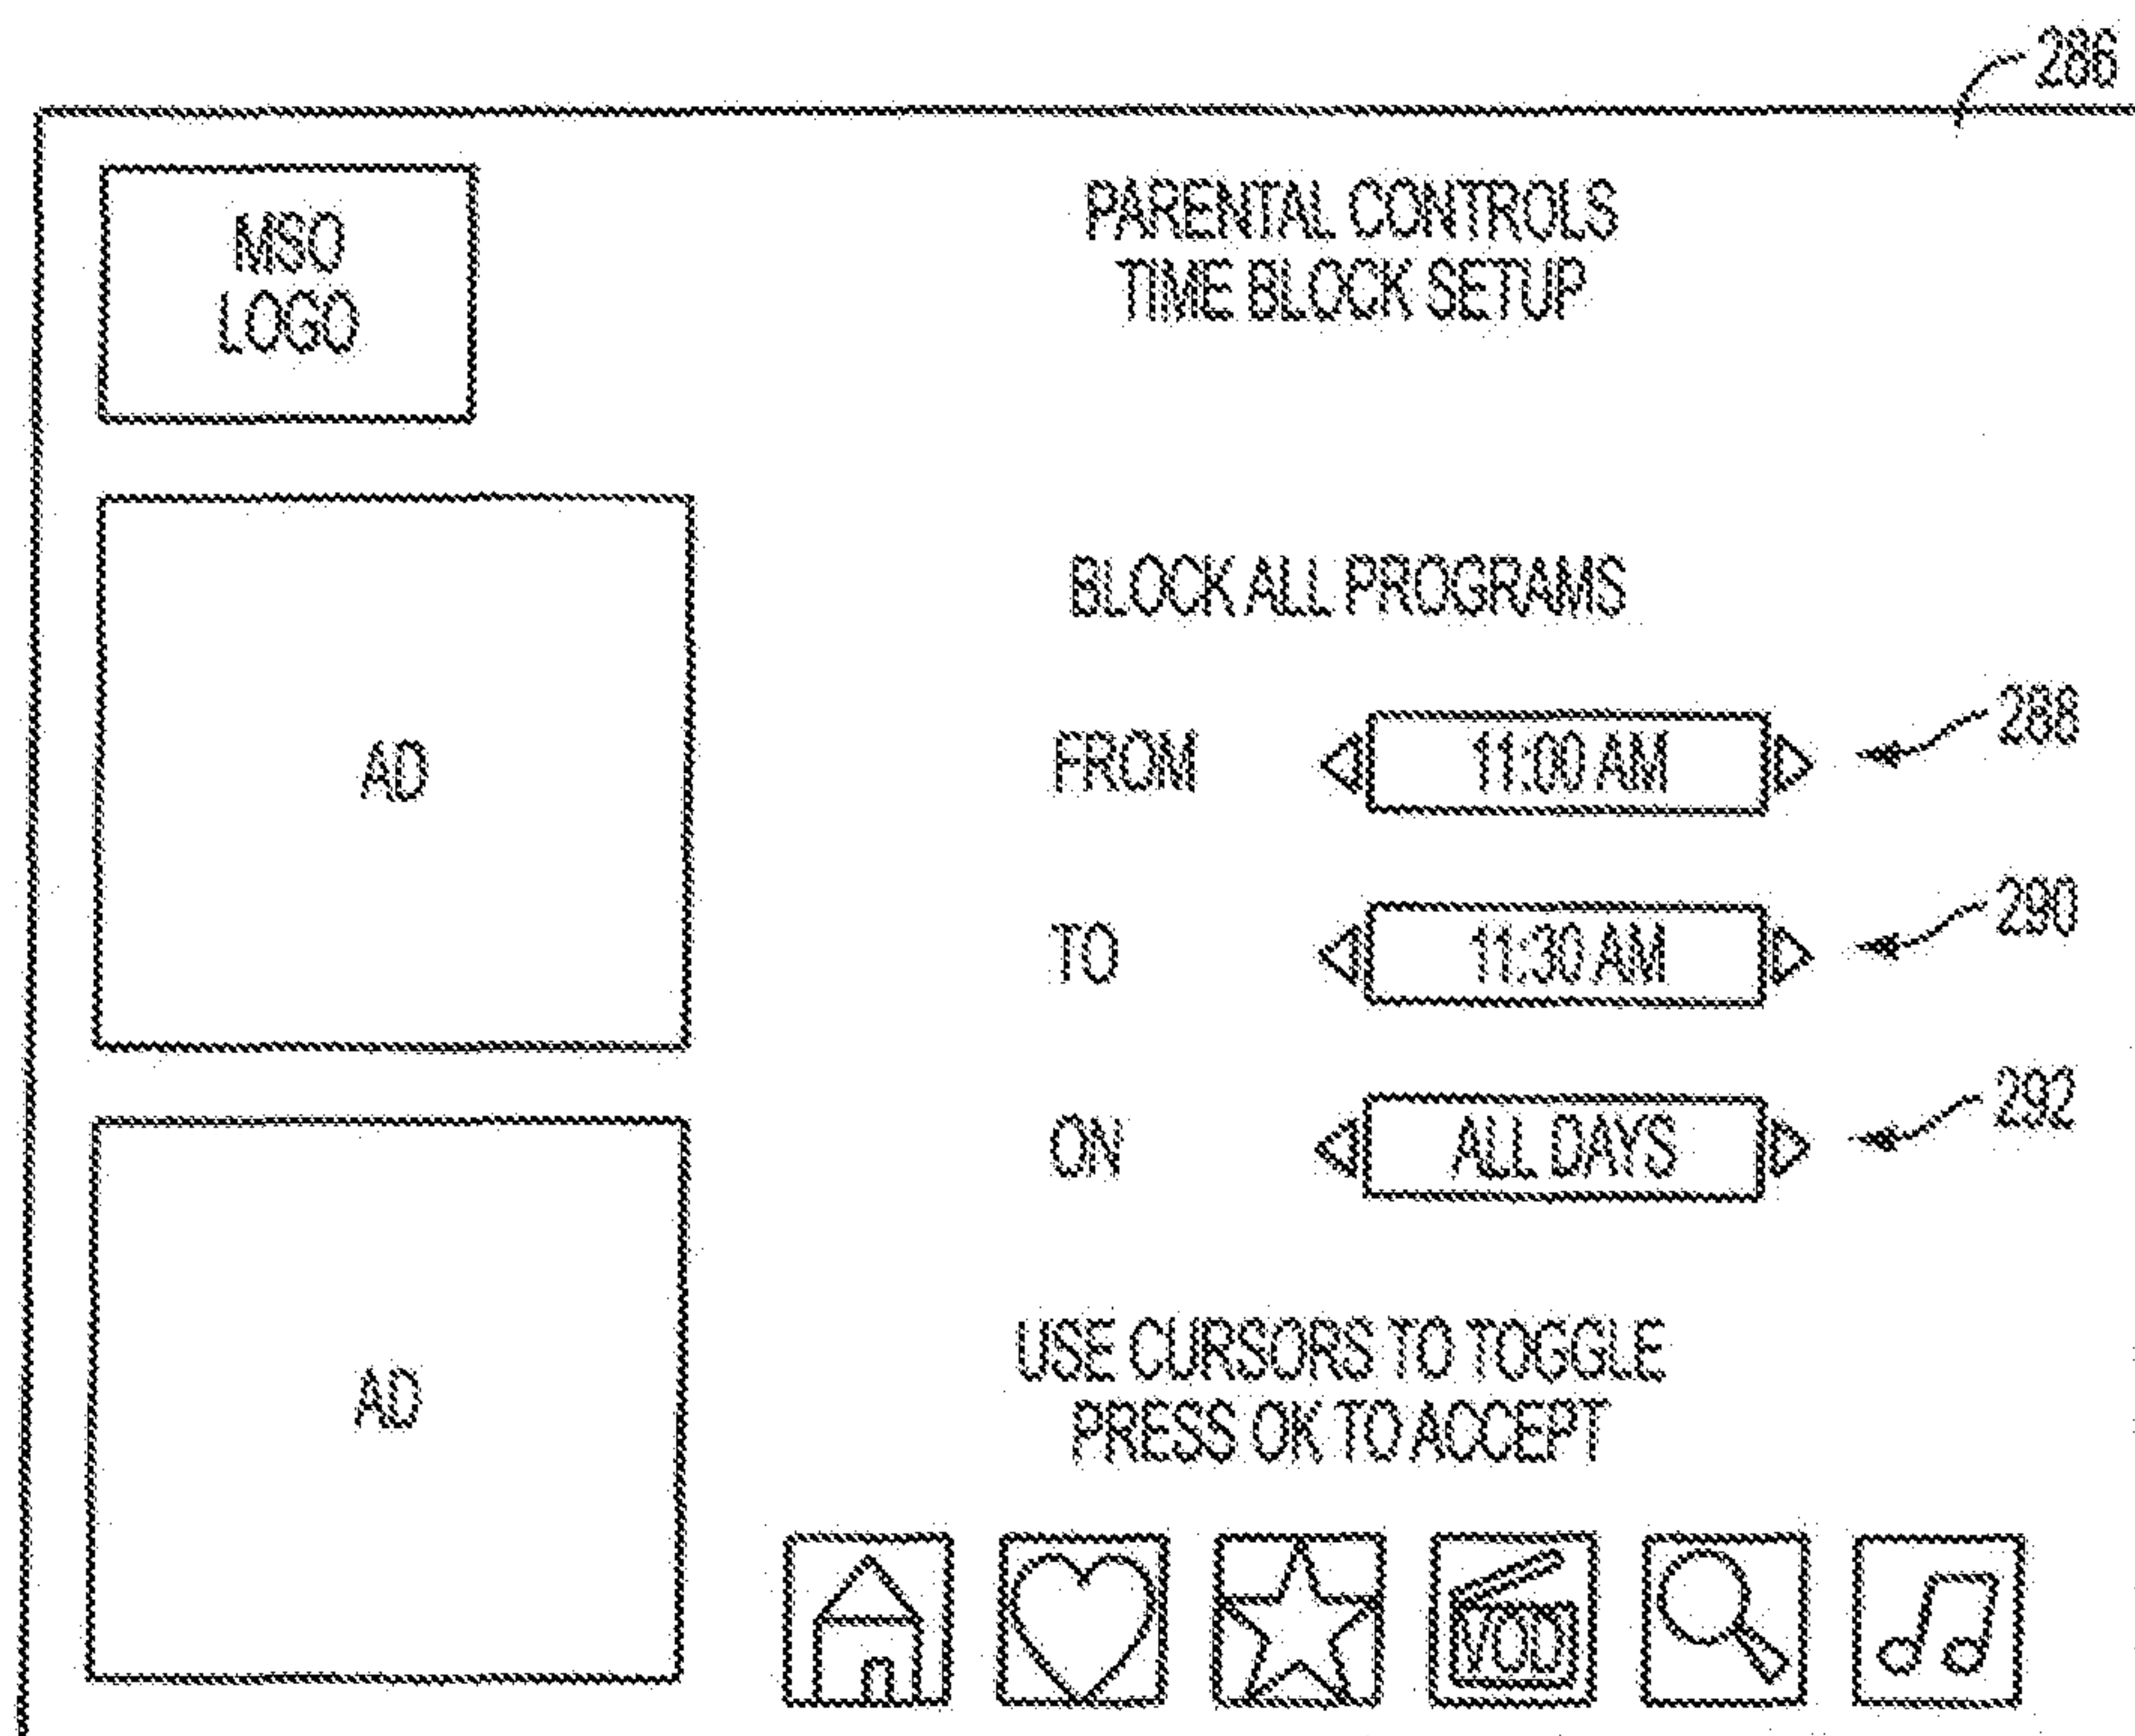 286
MSO
LOGO
PARENTAL CONTROLS
TIME BLOCK SETUP
AD
BLOCK ALL PROGRAMS
FROM 11:00 AM 288
TO 11:30 AM 290
ON ALL DAYS 292
AD
USE CURSORS TO TOGGLE
PRESS OK TO ACCEPT
VOD